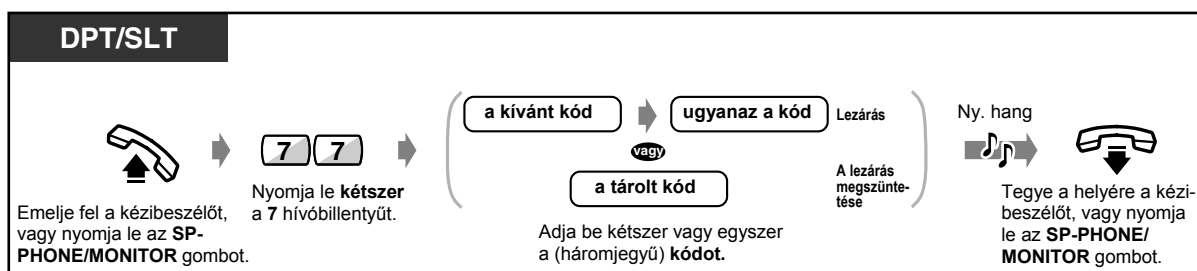 DPT/SLT
Emelje fel a kézibeszélőt,
vagy nyomja le az SP-
PHONE/MONITOR gombot.
7 7
Nyomja le kétszer
a 7 hívóbillentyűt.
a kívánt kód ugyanaz a kód Lezárás
vagy
a tárolt kód A lezárás
megszünte-
tése
Adja be kétszer vagy egyszer
a (háromjegyű) kódot.
Ny. hang
Tegye a helyére a kézi-
beszélőt, vagy nyomja
le az SP-PHONE/
MONITOR gombot.